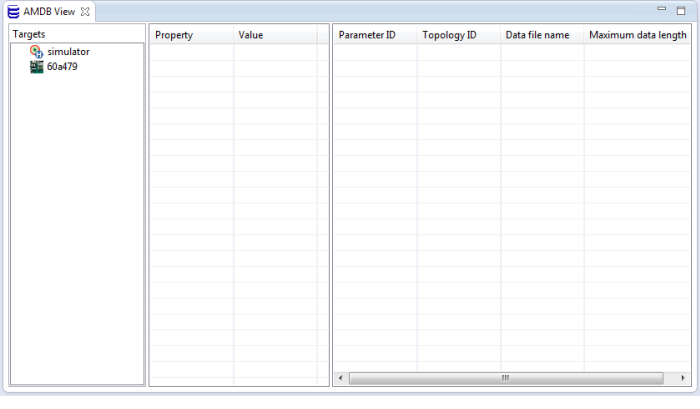 AMDB View
Targets
simulator
60a479
Property Value
Parameter ID Topology ID Data file name Maximum data length